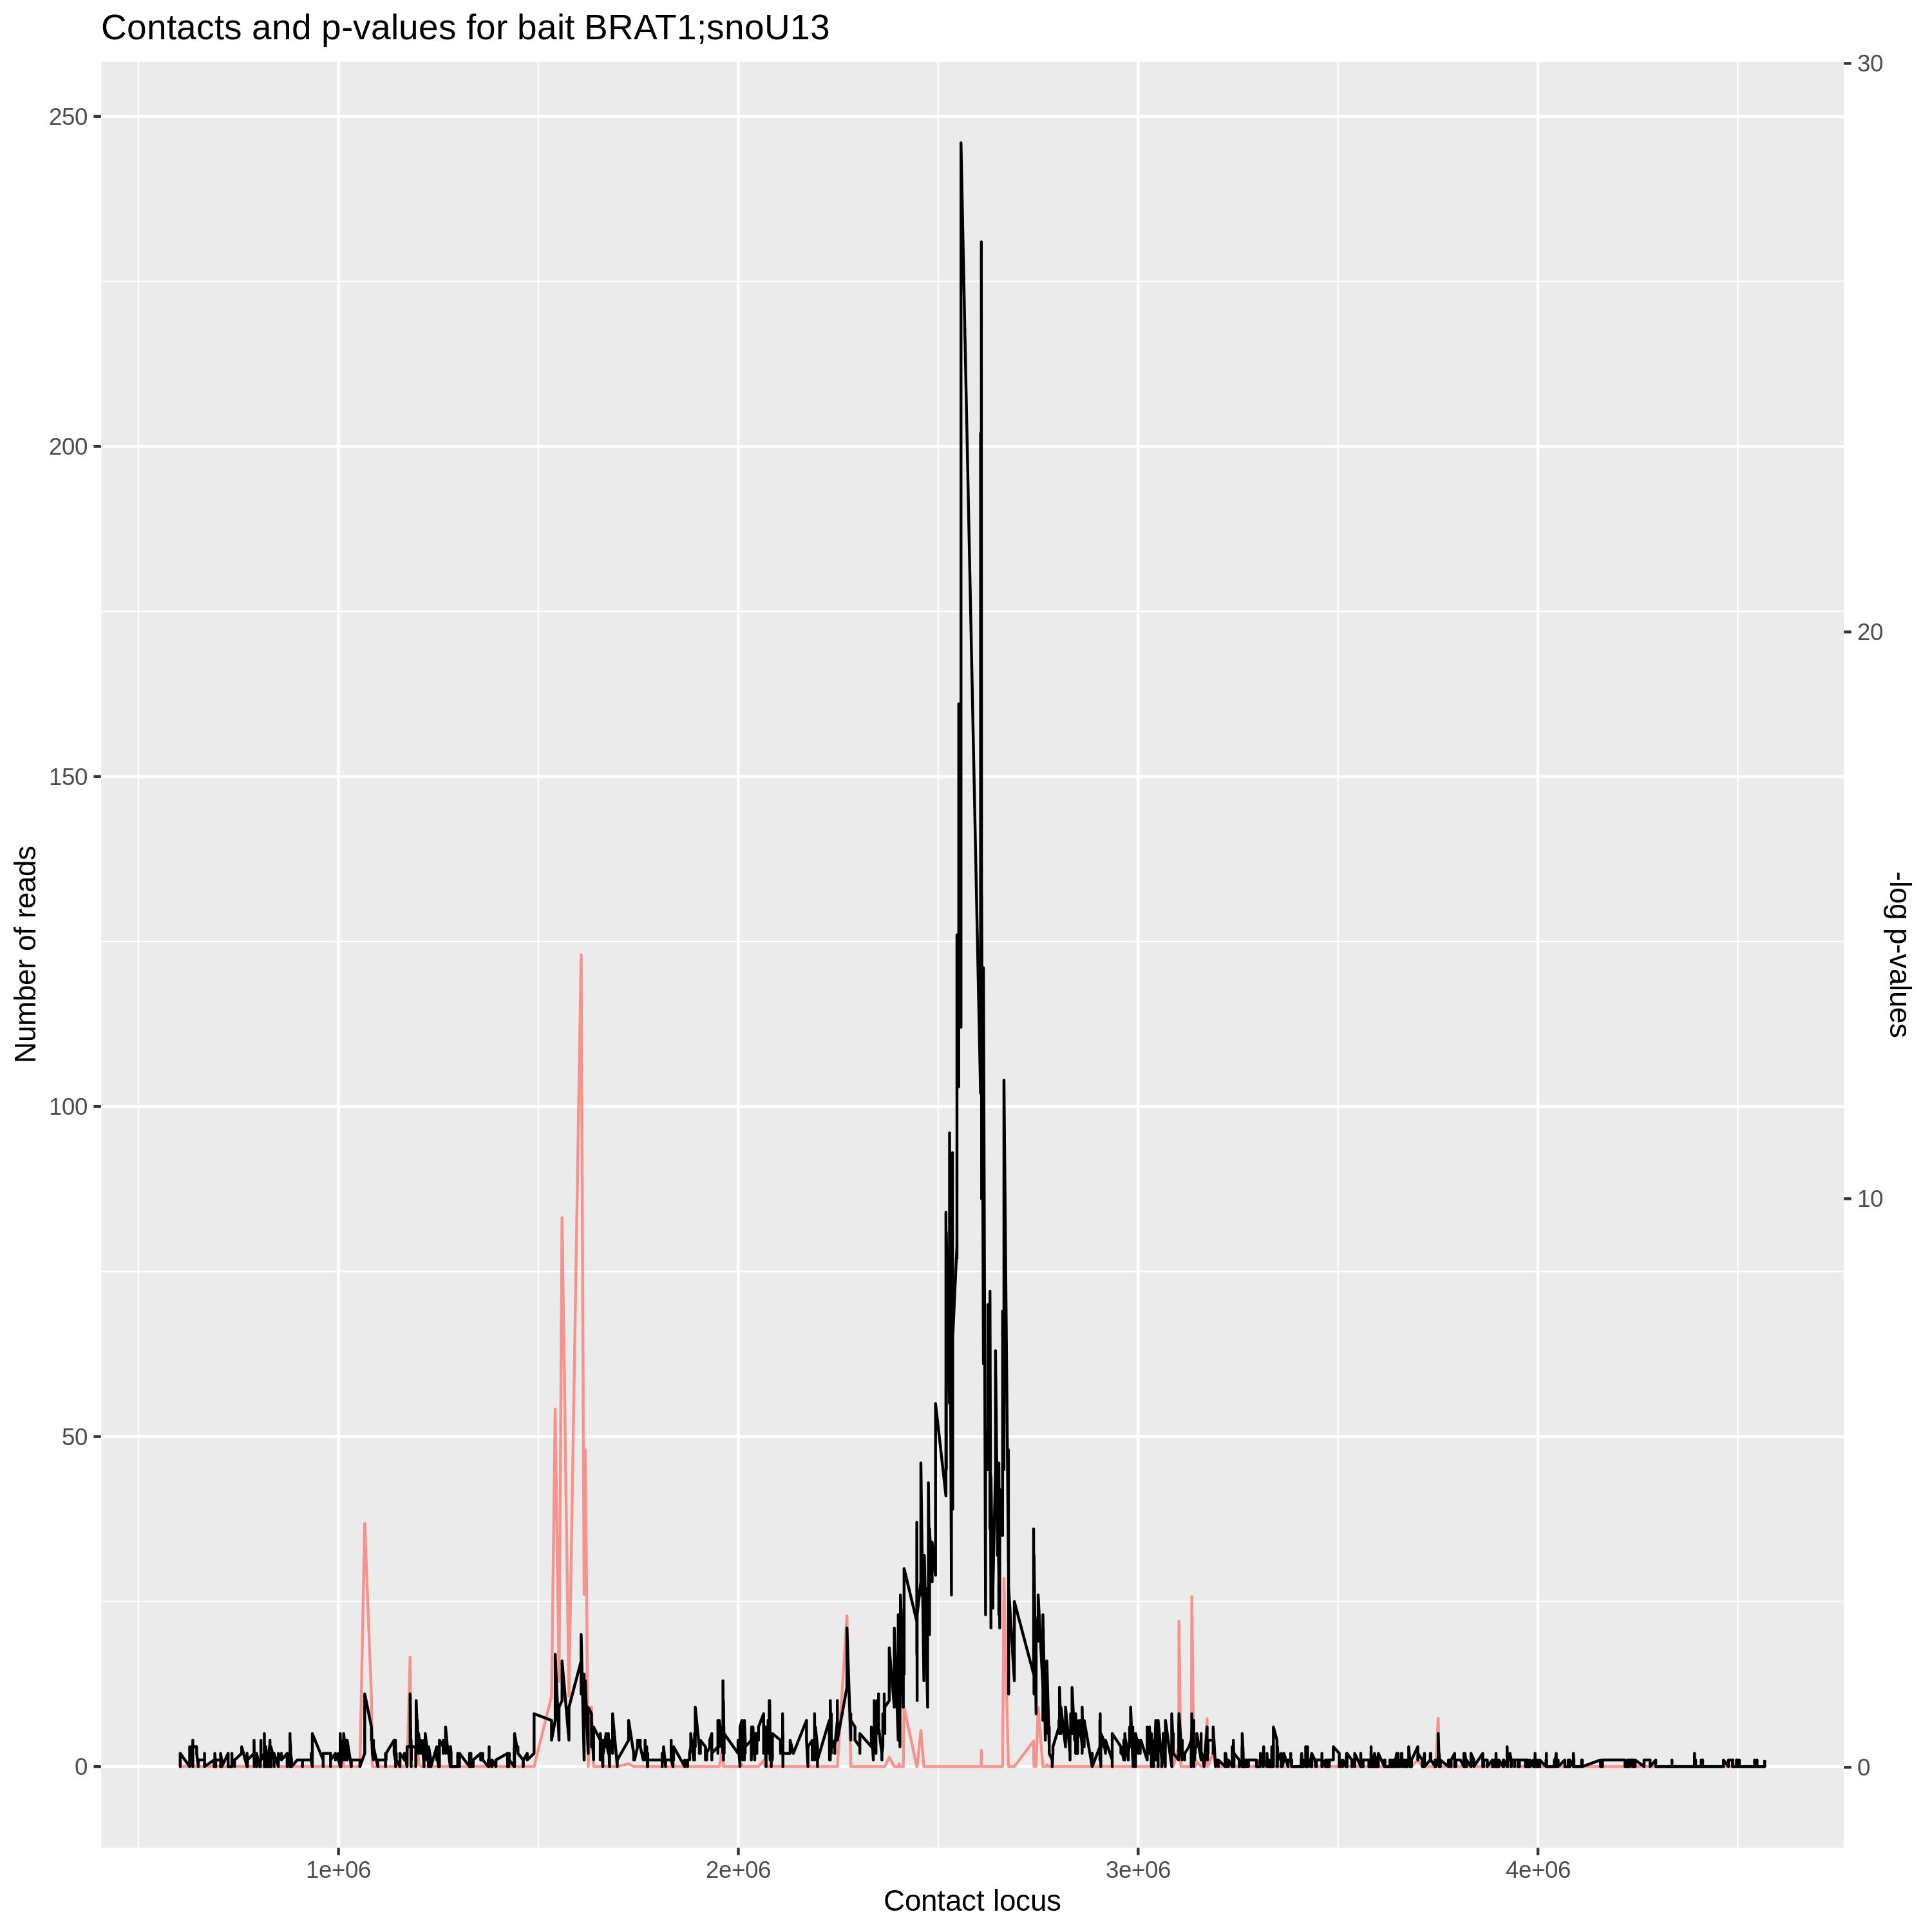 Contacts and p-values for bait BRAT1;snoU13
Number of reads
250
200
150
100
50
0
30
20
10
0
-log p-values
1e+06
2e+06
3e+06
4e+06
Contact locus